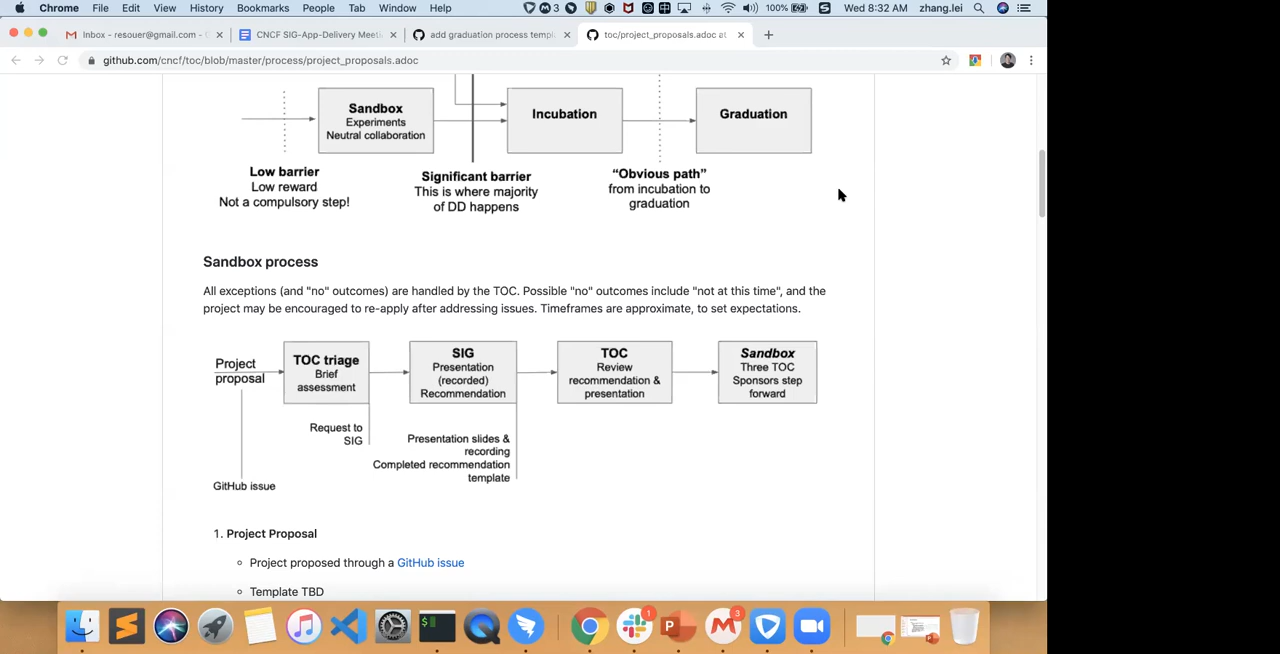 Chrome File Edit View History Bookmarks People Tab Window Help 3 100% Wed 8:32 AM zhang.lei
Inbox - resouer@gmail.com -
CNCF SIG-App-Delivery Meeti
add graduation process templ
toc/project_proposals.adoc at
github.com/cncf/toc/blob/master/process/project_proposals.adoc
Sandbox
Experiments
Neutral collaboration
Incubation
Graduation
Low barrier
Low reward
Not a compulsory step!
Significant barrier
This is where majority
of DD happens
“Obvious path”
from incubation to
graduation
Sandbox process
All exceptions (and "no" outcomes) are handled by the TOC. Possible "no" outcomes include "not at this time", and the
project may be encouraged to re-apply after addressing issues. Timeframes are approximate, to set expectations.
Project
proposal
TOC triage
Brief
assessment
SIG
Presentation
(recorded)
Recommendation
TOC
Review
recommendation &
presentation
Sandbox
Three TOC
Sponsors step
forward
Request to
SIG
Presentation slides &
recording
Completed recommendation
template
GitHub issue
1. Project Proposal
Project proposed through a GitHub issue
Template TBD
1
3